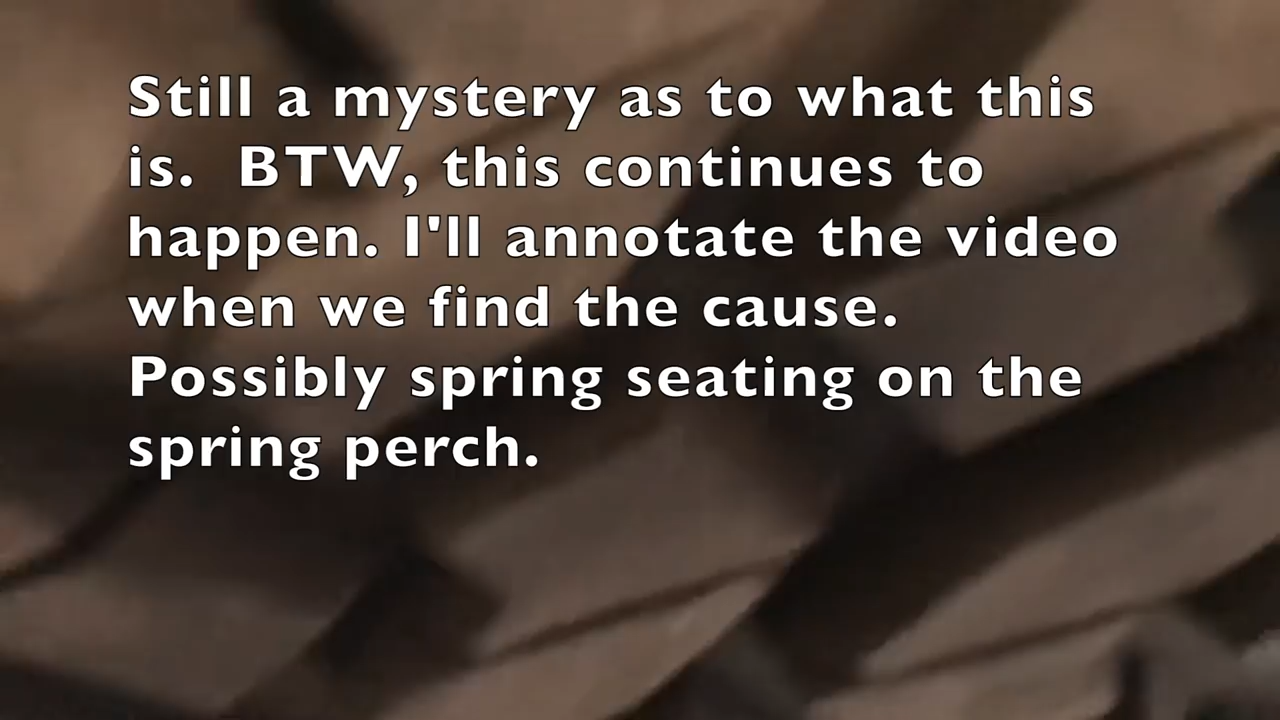 Still a mystery as to what this
is.  BTW, this continues to
happen. I'll annotate the video
when we find the cause.
Possibly spring seating on the
spring perch.